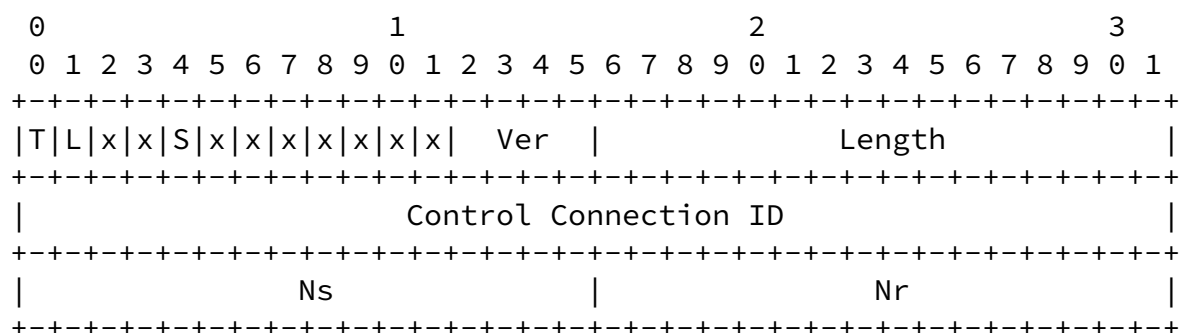 0                   1                   2                   3
 0 1 2 3 4 5 6 7 8 9 0 1 2 3 4 5 6 7 8 9 0 1 2 3 4 5 6 7 8 9 0 1
+-+-+-+-+-+-+-+-+-+-+-+-+-+-+-+-+-+-+-+-+-+-+-+-+-+-+-+-+-+-+-+-+
|T|L|x|x|S|x|x|x|x|x|x|x|  Ver  |             Length            |
+-+-+-+-+-+-+-+-+-+-+-+-+-+-+-+-+-+-+-+-+-+-+-+-+-+-+-+-+-+-+-+-+
|                     Control Connection ID                     |
+-+-+-+-+-+-+-+-+-+-+-+-+-+-+-+-+-+-+-+-+-+-+-+-+-+-+-+-+-+-+-+-+
|               Ns              |               Nr              |
+-+-+-+-+-+-+-+-+-+-+-+-+-+-+-+-+-+-+-+-+-+-+-+-+-+-+-+-+-+-+-+-+